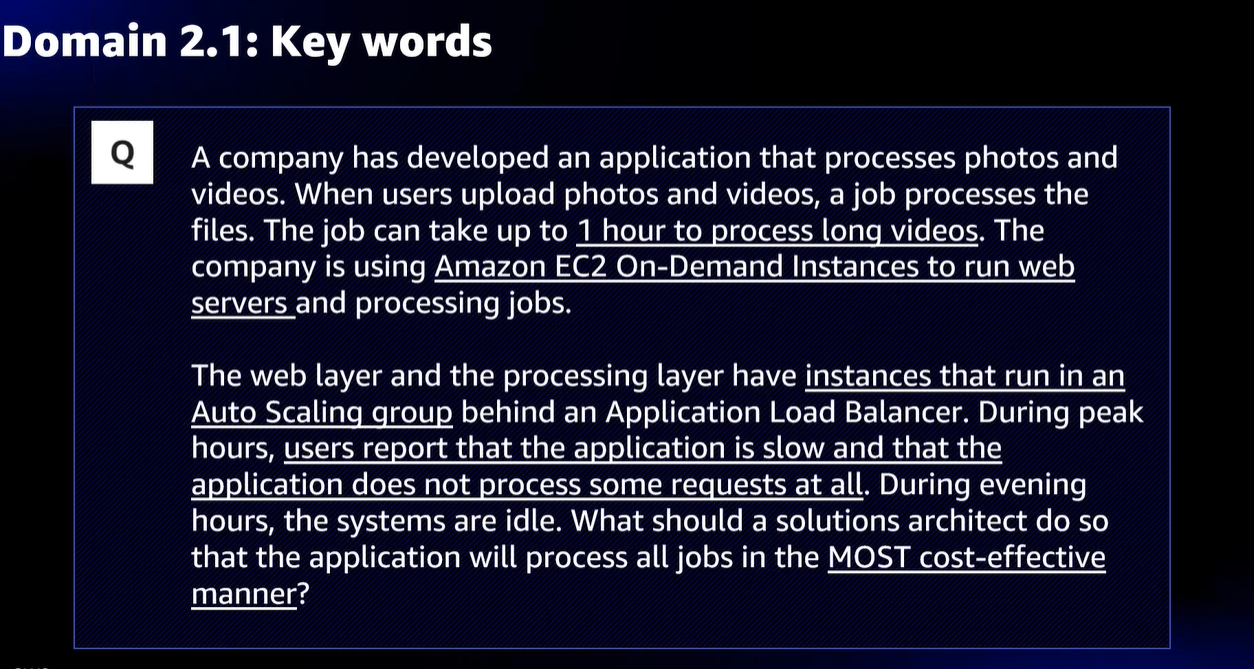 Domain 2.1: Key words
Q
A company has developed an application that processes photos and
videos. When users upload photos and videos, a job processes the
files. The job can take up to 1 hour to process long videos. The
company is using Amazon EC2 On-Demand Instances to run web
servers and processing jobs.
The web layer and the processing layer have instances that run in an
Auto Scaling group behind an Application Load Balancer. During peak
hours, users report that the application is slow and that the
application does not process some requests at all. During evening
hours, the systems are idle. What should a solutions architect do so
that the application will process all jobs in the MOST cost-effective
manner?